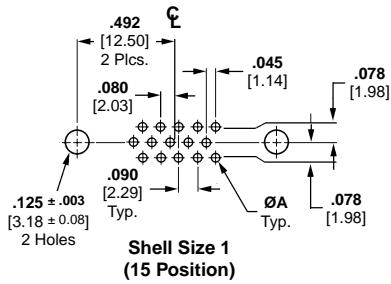 .492
[12.50]
2 Plcs.
℄
.045
[1.14]
.078
[1.98]
.080
[2.03]
.125 ± .003
[3.18 ± 0.08]
2 Holes
.090
[2.29]
Typ.
ØA
Typ.
.078
[1.98]
Shell Size 1
(15 Position)